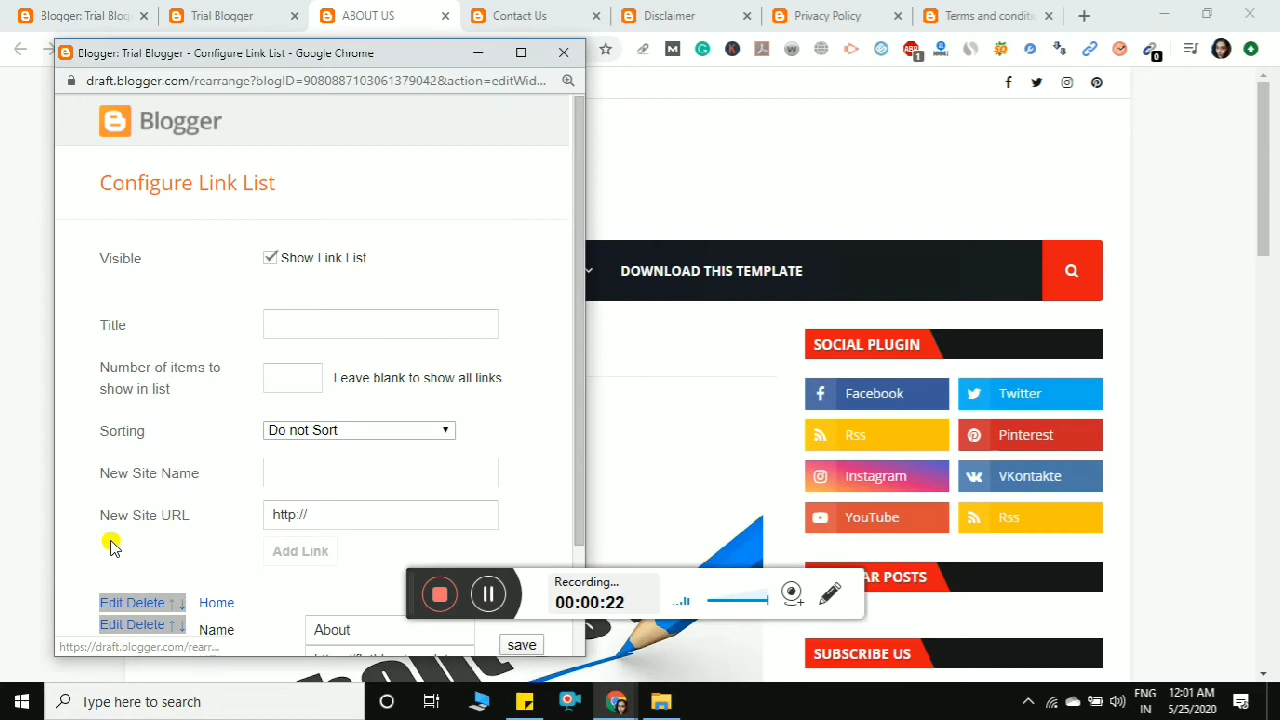 Blogger: Trial Blog
Trial Blogger
ABOUT US
Contact Us
Disclaimer
Privacy Policy
Terms and conditi
Blogger:Trial Blogger - Configure Link List - Google Chrome
draft.blogger.com/rearrange?blogID=9080887103061379042&action=editWid...
Blogger
Configure Link List
Visible
Show Link List
Title
Number of items to show in list
Leave blank to show all links
Sorting
Do not Sort
New Site Name
New Site URL
http://
Add Link
Edit Delete ↑ ↓ Home
Edit Delete ↑ ↓ Name
About
save
https://draft.blogger.com/rearr...
DOWNLOAD THIS TEMPLATE
SOCIAL PLUGIN
Facebook
Twitter
Rss
Pinterest
Instagram
VKontakte
YouTube
Rss
AR POSTS
SUBSCRIBE US
Recording...
00:00:22
Type here to search
ENG
IN
12:01 AM
5/25/2020